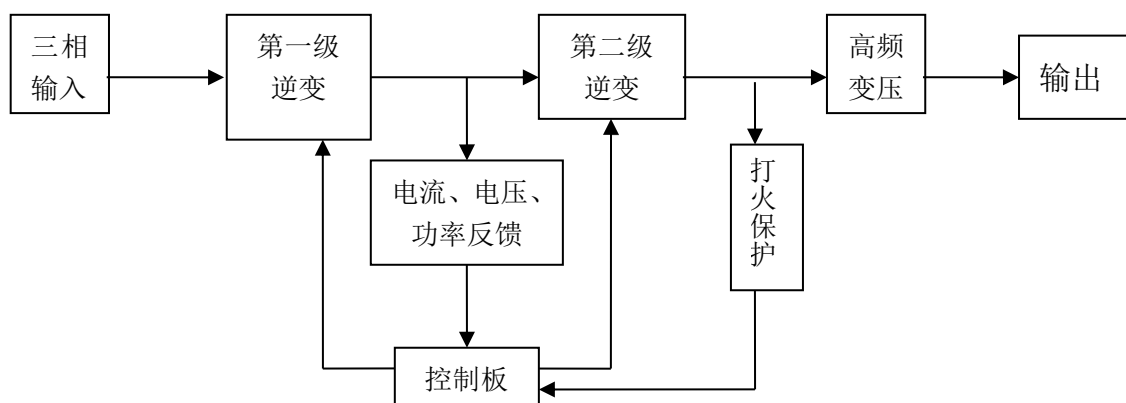 三相
输入
第一级
逆变
第二级
逆变
高频
变压
输出
电流、电压、
功率反馈
打
火
保
护
控制板